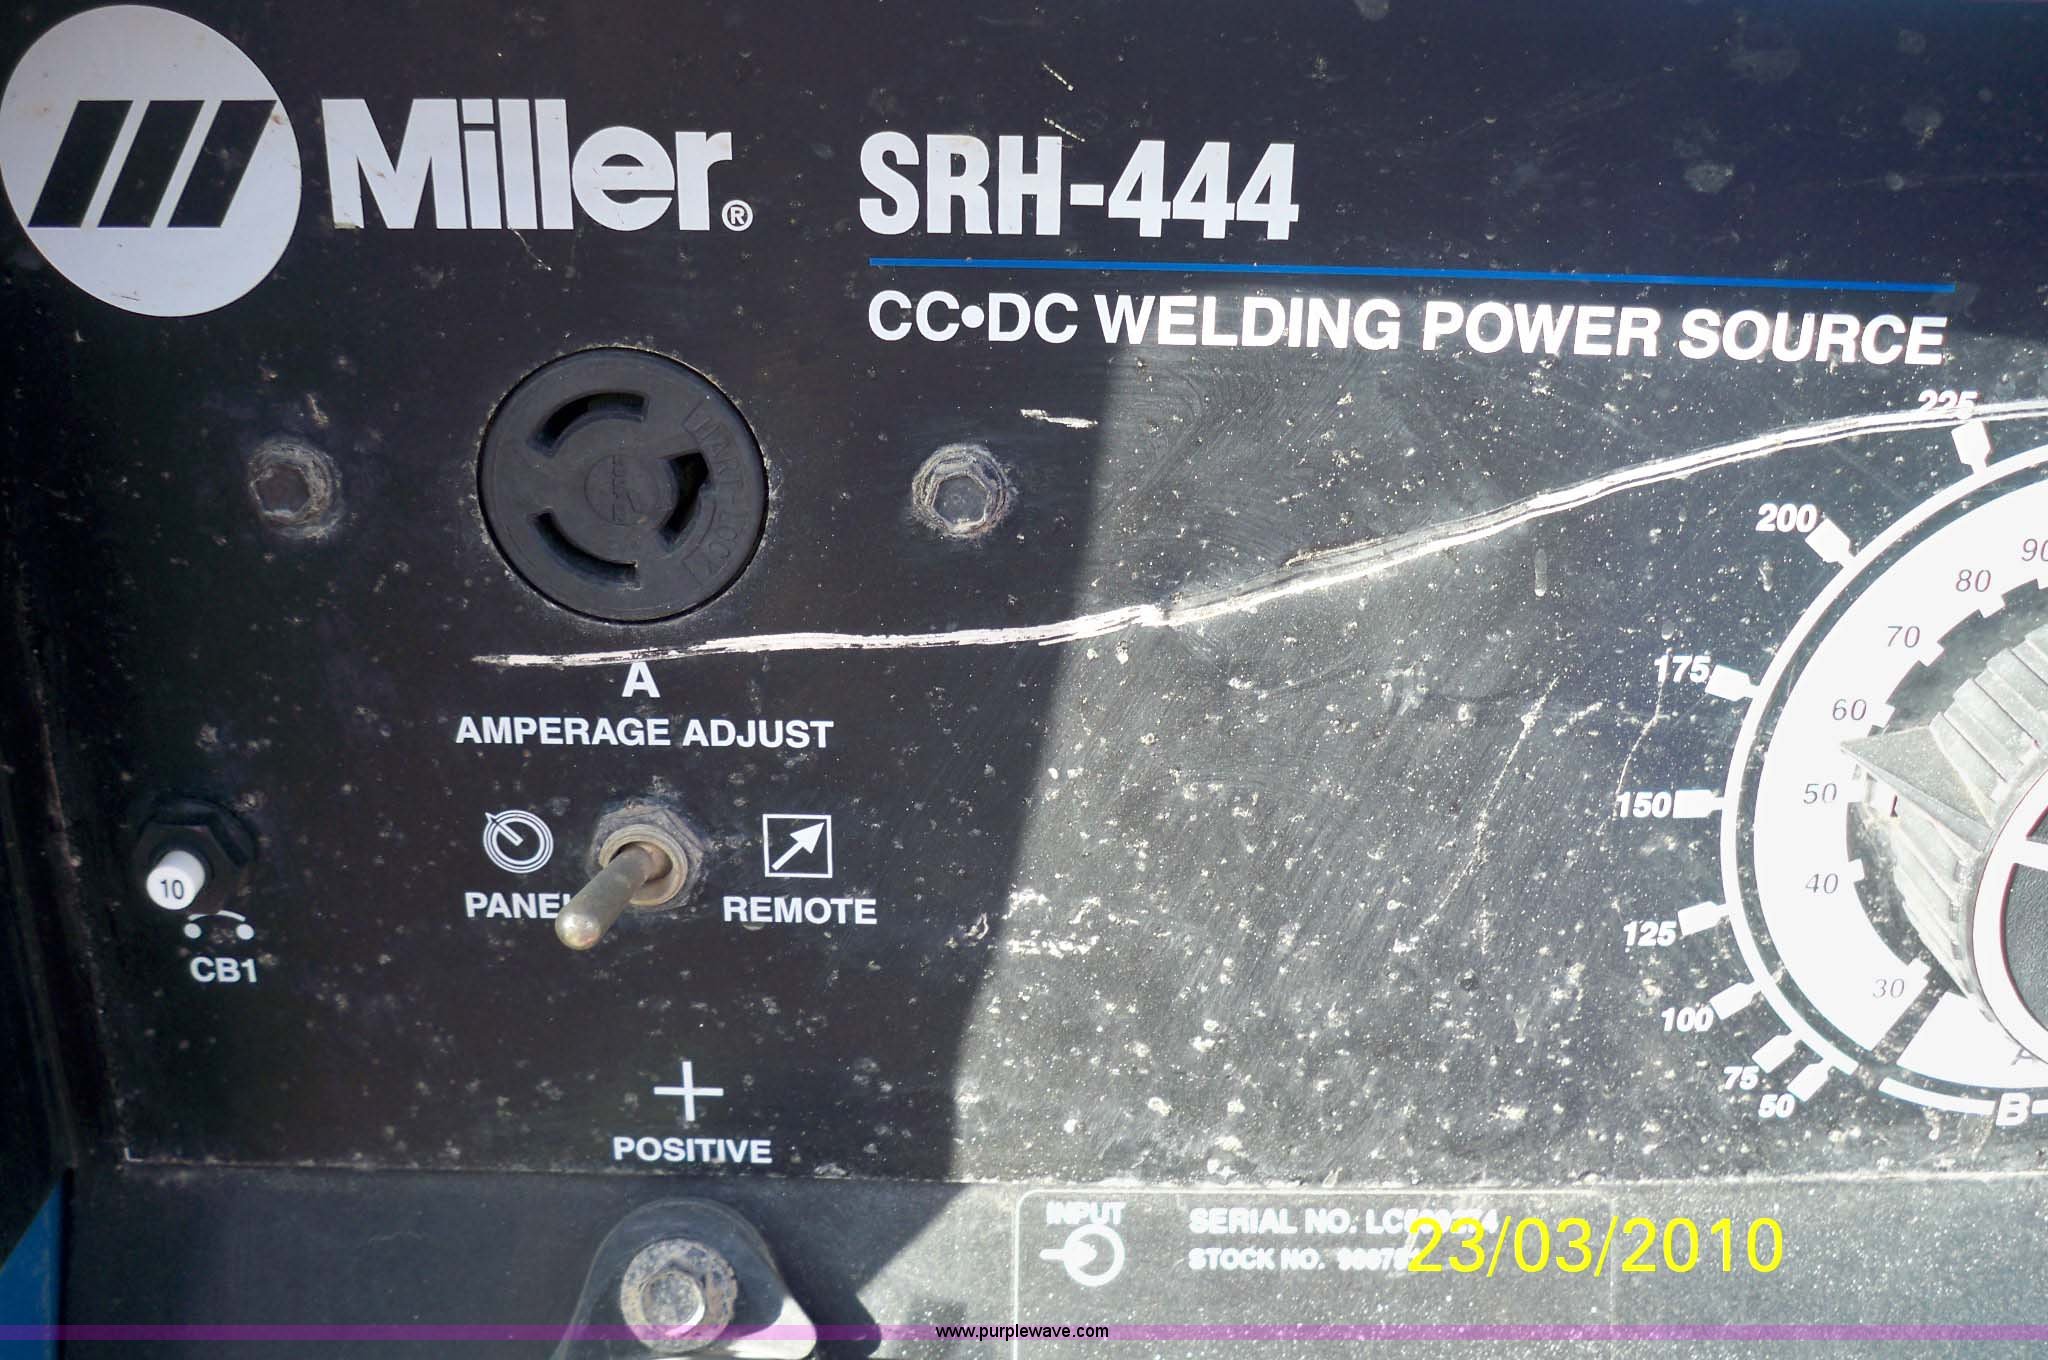 Miller®
SRH-444
CC•DC WELDING POWER SOURCE
HART-LOCK
A
AMPERAGE ADJUST
PANEL
REMOTE
10
CB1
+
POSITIVE
225
200
175
150
125
100
75
50
90
80
70
60
50
40
30
A
B
INPUT
SERIAL NO.
STOCK NO.
23/03/2010
www.purplewave.com